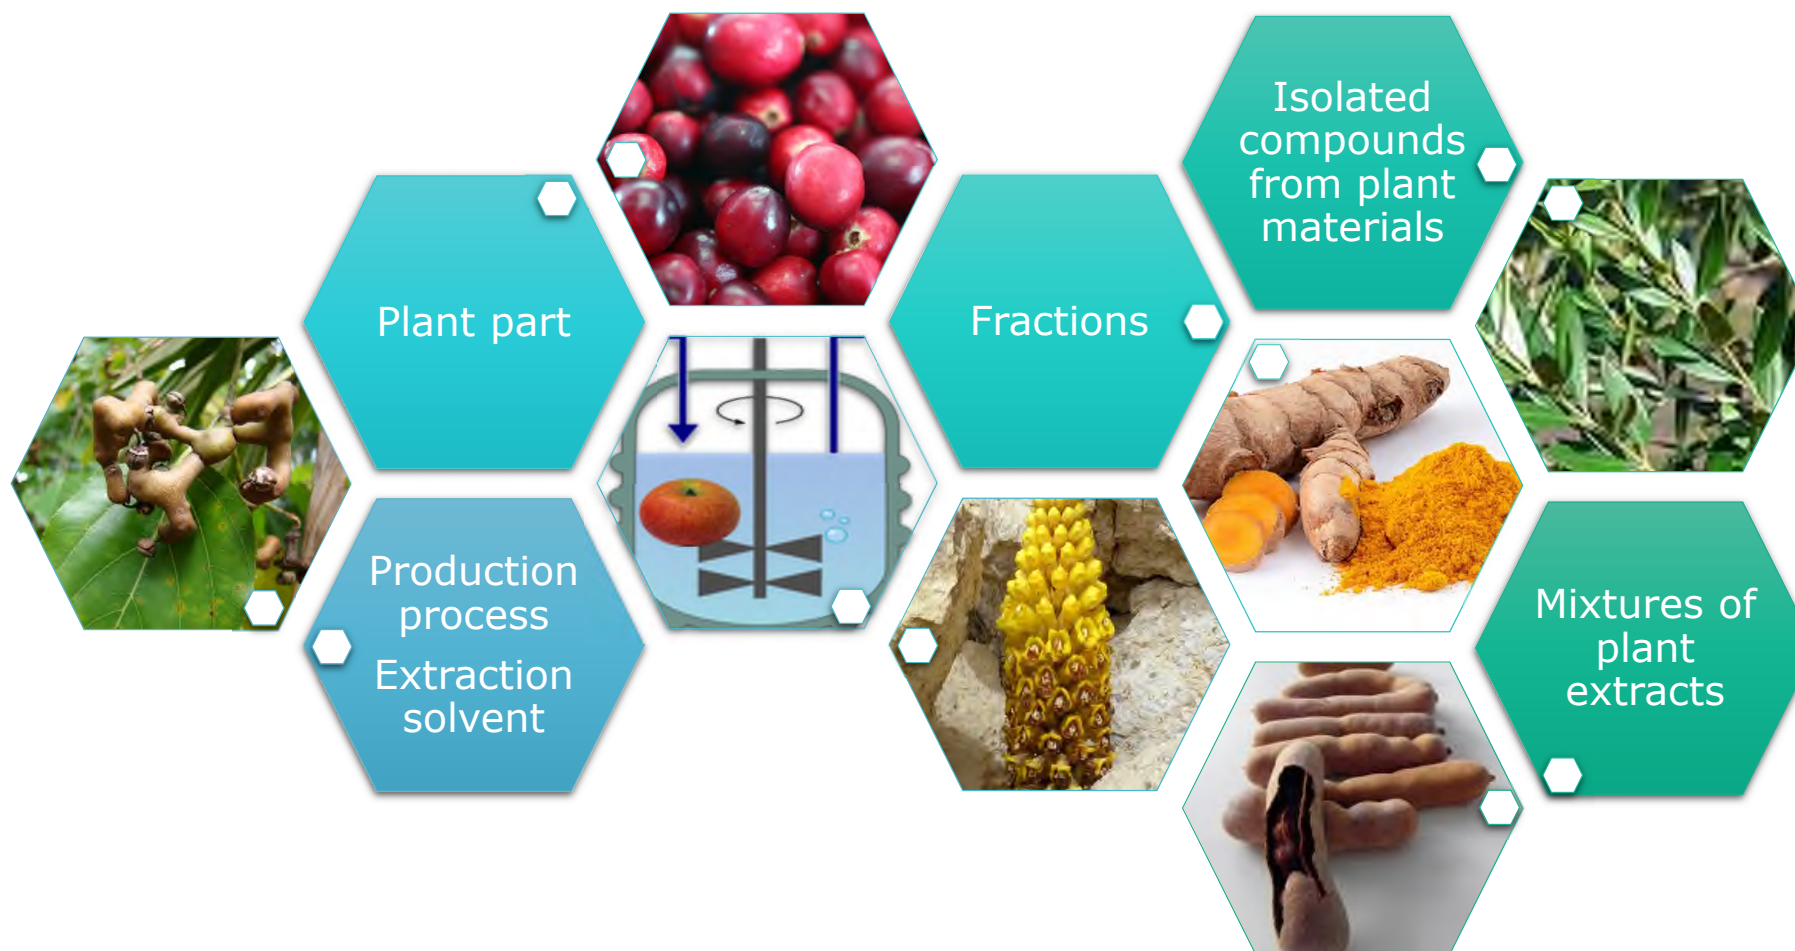 Plant part
Production
process
Extraction
solvent
Fractions
Isolated
compounds
from plant
materials
Mixtures of
plant
extracts